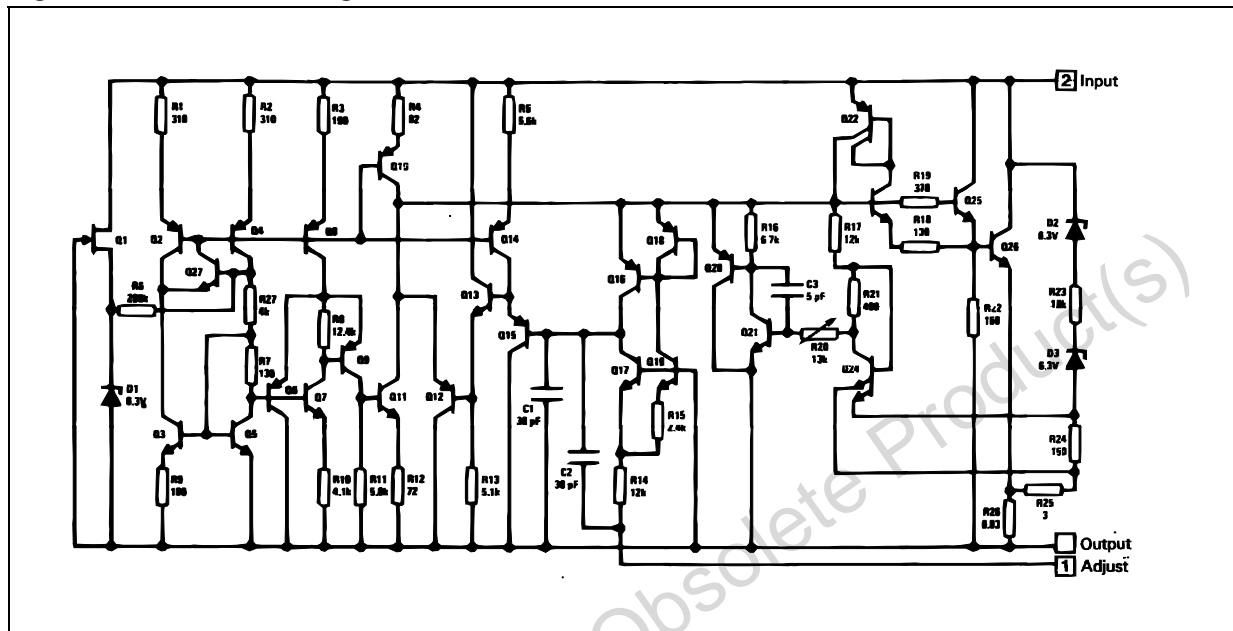 2 Input
R1
310
R2
310
R3
190
R4
82
R5
5.6k
Q22
R19
370
Q25
R18
130
D2
6.3V
Q1
Q2
Q4
Q8
Q14
Q18
R16
6.7k
R17
12k
Q26
Q27
R6
200k
R27
4k
Q13
Q16
Q20
C3
5 pF
R21
400
R23
18k
R8
12.4k
R7
130
Q9
Q15
Q21
R20
13k
R22
160
D3
6.3V
D1
6.3V
Q6
Q7
Q11
Q12
Q17
Q19
Q24
C1
30 pF
R15
2.4k
Q3
Q5
R24
160
C2
30 pF
R9
190
R10
4.1k
R11
5.8k
R12
72
R13
5.1k
R14
12k
R25
3
R26
Output
1 Adjust
Obsolete Product(s)